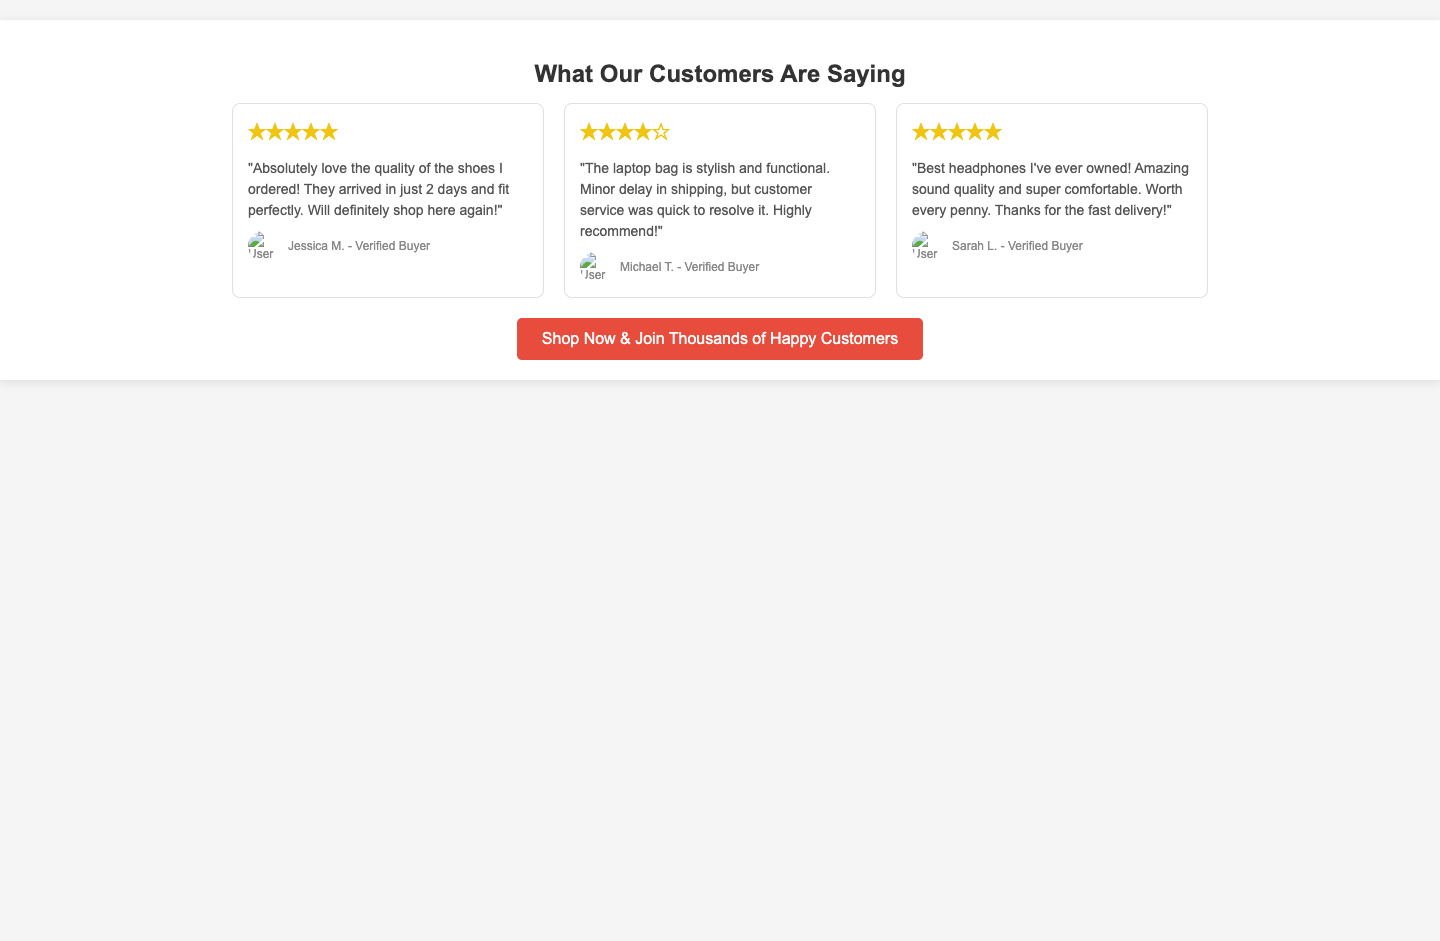 What Our Customers Are Saying
★★★★★
"Absolutely love the quality of the shoes I
ordered! They arrived in just 2 days and fit
perfectly. Will definitely shop here again!"
User
Jessica M. - Verified Buyer
★★★★☆
"The laptop bag is stylish and functional.
Minor delay in shipping, but customer
service was quick to resolve it. Highly
recommend!"
User
Michael T. - Verified Buyer
★★★★★
"Best headphones I've ever owned! Amazing
sound quality and super comfortable. Worth
every penny. Thanks for the fast delivery!"
User
Sarah L. - Verified Buyer
Shop Now & Join Thousands of Happy Customers